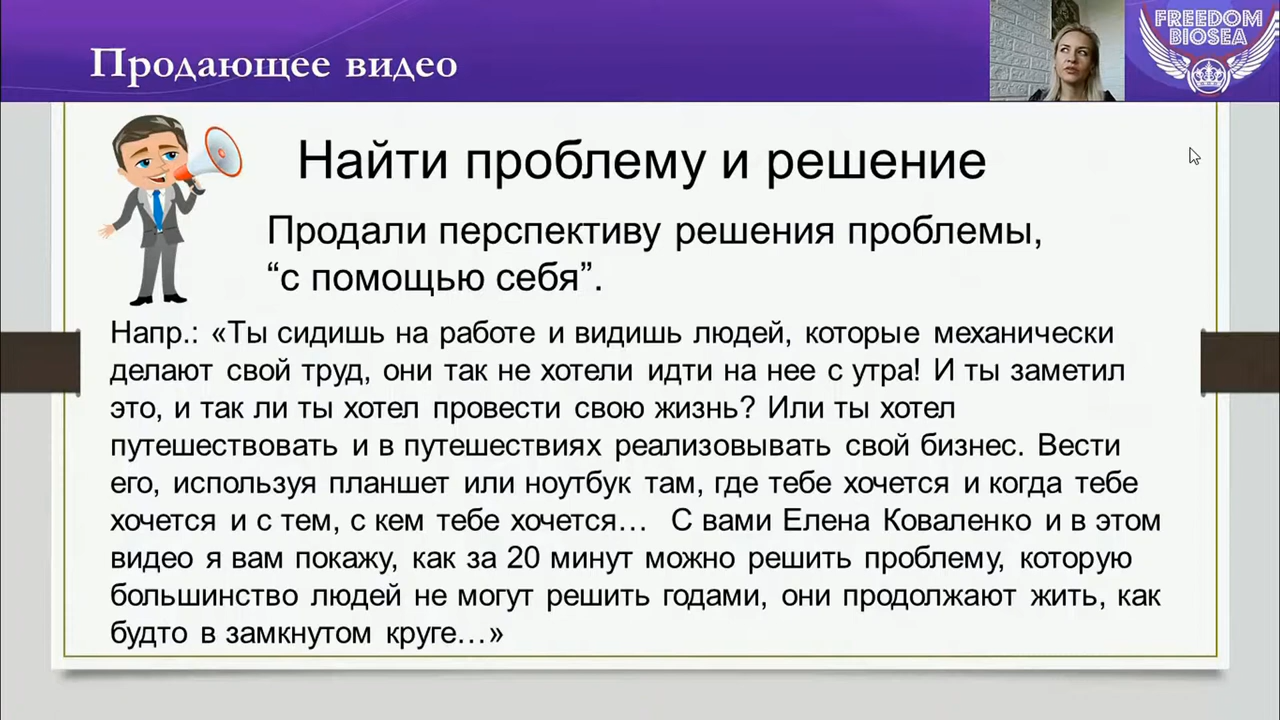 Продающее видео
FREEDOM
BIOSEA
Найти проблему и решение
Продали перспективу решения проблемы,
“с помощью себя”.
Напр.: «Ты сидишь на работе и видишь людей, которые механически
делают свой труд, они так не хотели идти на нее с утра! И ты заметил
это, и так ли ты хотел провести свою жизнь? Или ты хотел
путешествовать и в путешествиях реализовывать свой бизнес. Вести
его, используя планшет или ноутбук там, где тебе хочется и когда тебе
хочется и с тем, с кем тебе хочется… С вами Елена Коваленко и в этом
видео я вам покажу, как за 20 минут можно решить проблему, которую
большинство людей не могут решить годами, они продолжают жить, как
будто в замкнутом круге…»